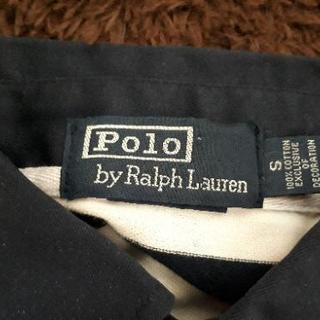 Polo
by Ralph Lauren
S
100% COTTON
EXCLUSIVE
OF
DECORATION